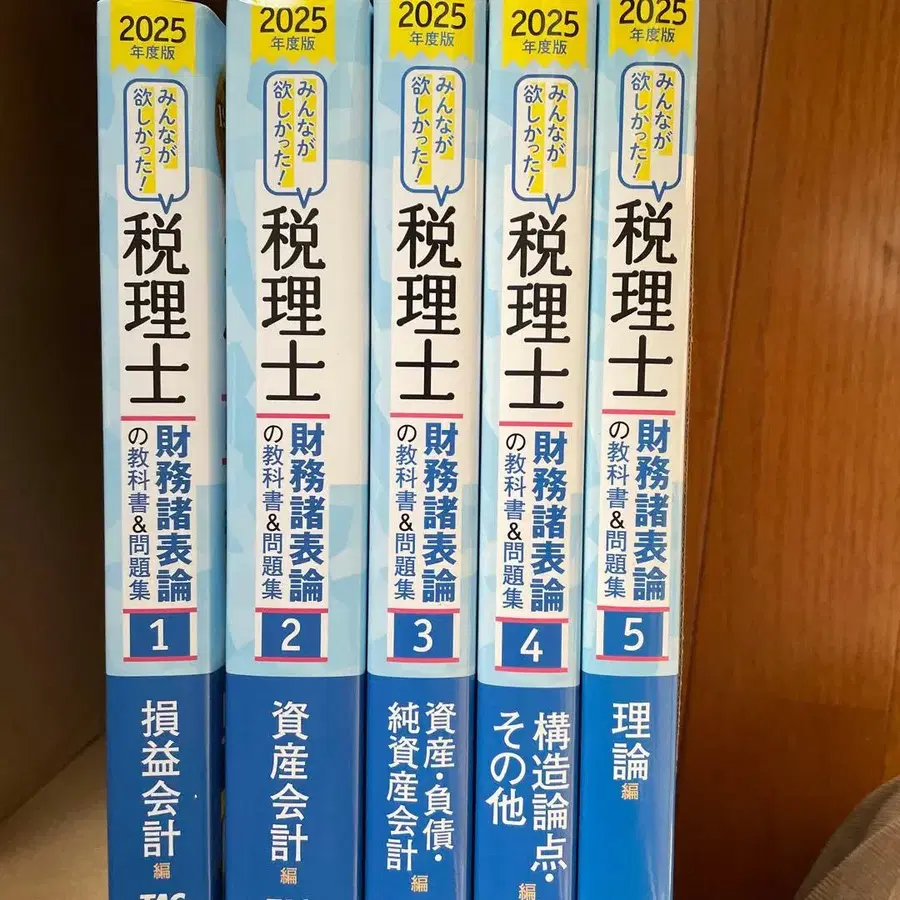 2025
年度版
みんなが
欲しかった!
税理士
財務諸表論
の教科書&問題集
1
損益会計
編
TAC
2025
年度版
みんなが
欲しかった!
税理士
財務諸表論
の教科書&問題集
2
資産会計
編
2025
年度版
みんなが
欲しかった!
税理士
財務諸表論
の教科書&問題集
3
資産・負債・
純資産会計
編
2025
年度版
みんなが
欲しかった!
税理士
財務諸表論
の教科書&問題集
4
構造論点・
その他
編
2025
年度版
みんなが
欲しかった!
税理士
財務諸表論
の教科書&問題集
5
理論
編